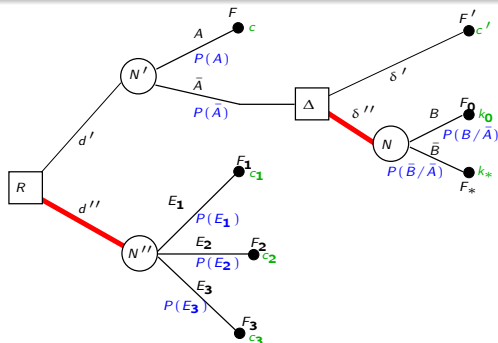 F
F′
A
c
c′
P(A)
N′
Ā
δ′
P(Ā)
Δ
δ″
d′
B
F₀
k₀
P(B/Ā)
N
B̄
P(B̄/Ā)
k*
F*
R
F₁
c₁
d″
E₁
P(E₁)
N″
E₂
F₂
P(E₂)
c₂
E₃
P(E₃)
F₃
c₃